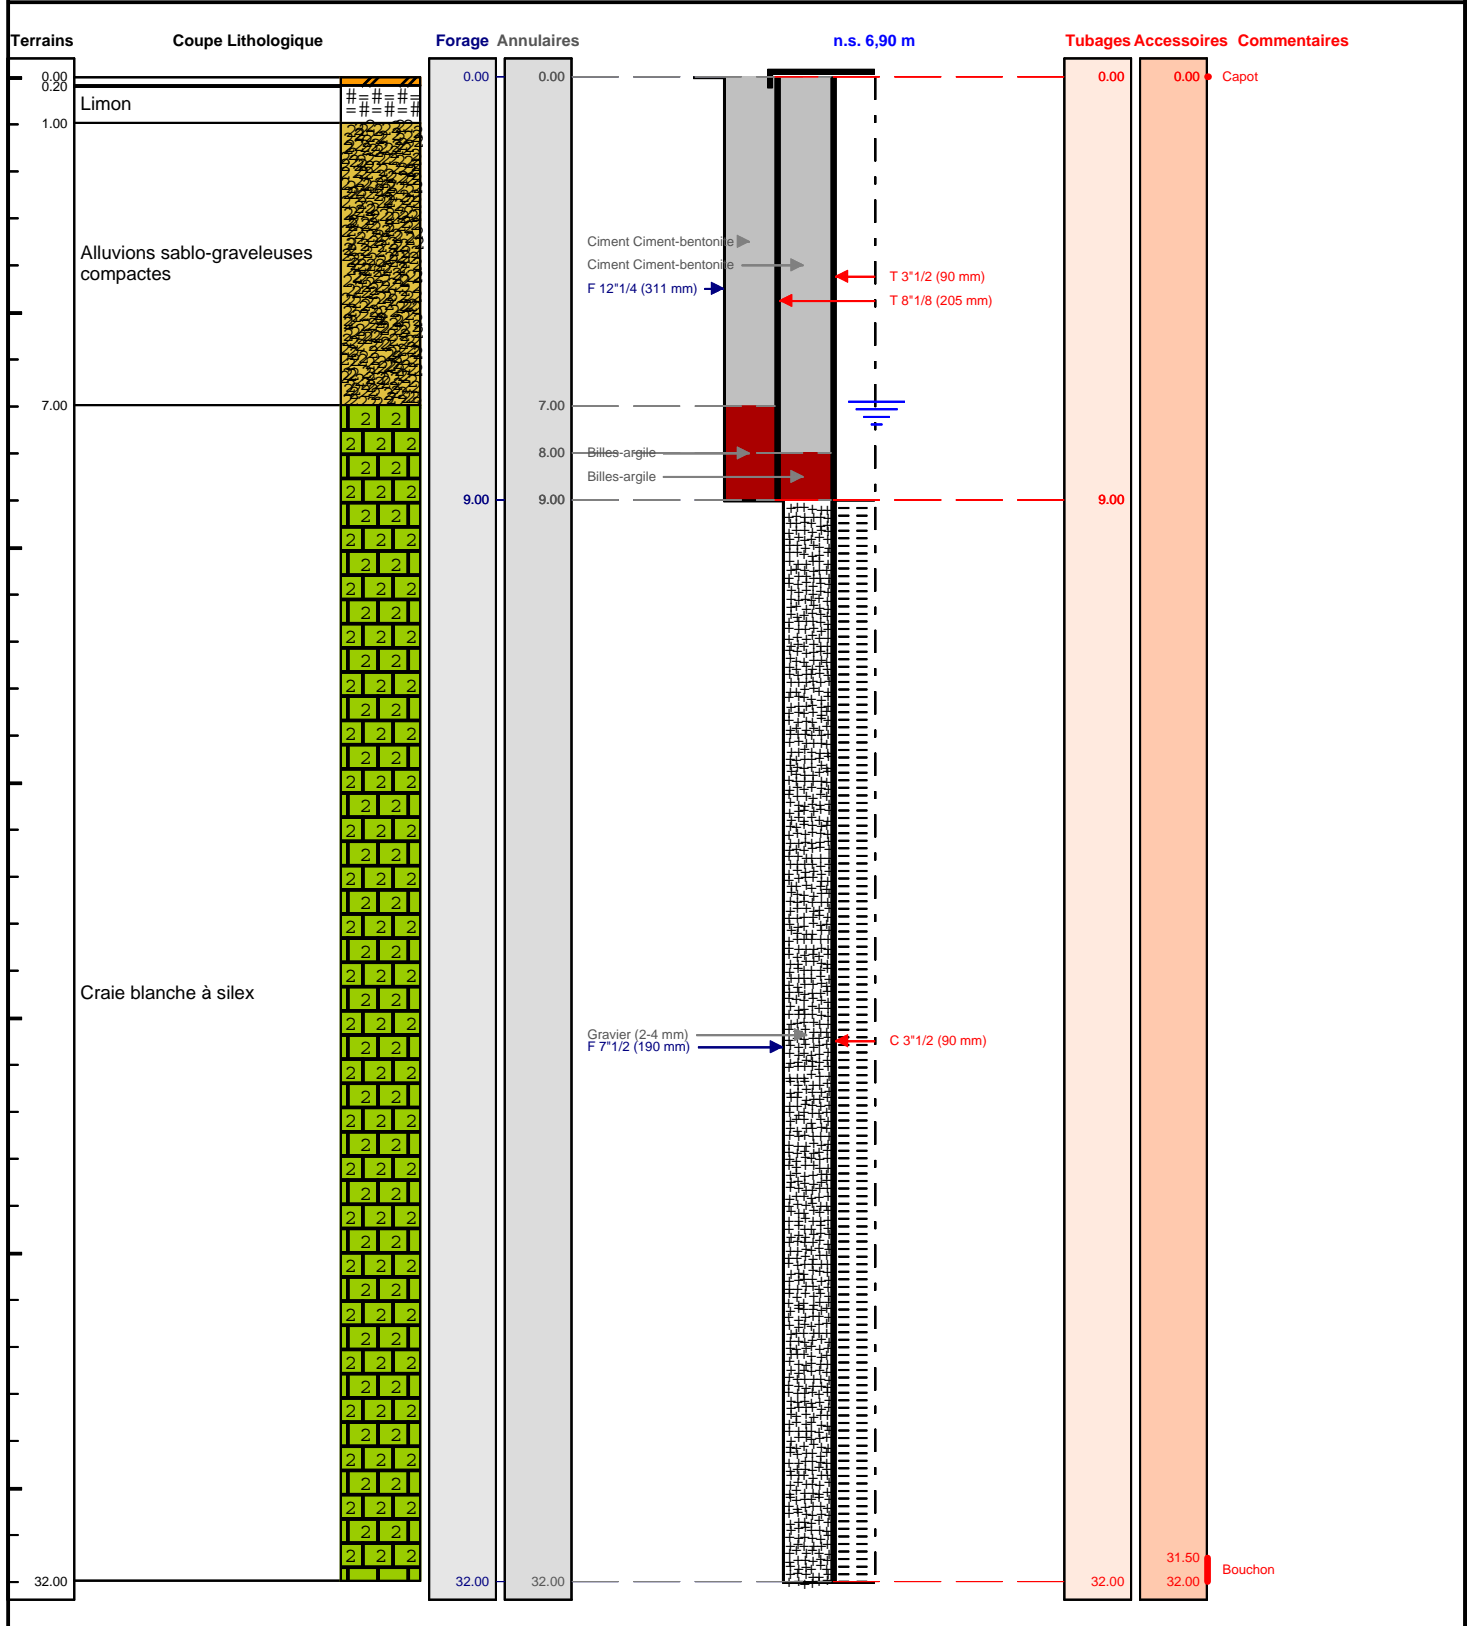 Terrains Coupe Lithologique Forage Annulaires n.s. 6,90 m Tubages Accessoires Commentaires
0.00 0.00 0.00 0.00 0.00 Capot
0.20
Limon
1.00
Ciment Ciment-bentonite
Alluvions sablo-graveleuses
compactes
Ciment Ciment-bentonite
T 3"1/2 (90 mm)
F 12"1/4 (311 mm)
T 8"1/8 (205 mm)
7.00 7.00
8.00 Billes-argile
Billes-argile
9.00 9.00 9.00
Craie blanche à silex
Gravier (2-4 mm)
F 7"1/2 (190 mm) C 3"1/2 (90 mm)
31.50
Bouchon
32.00 32.00 32.00 32.00 32.00